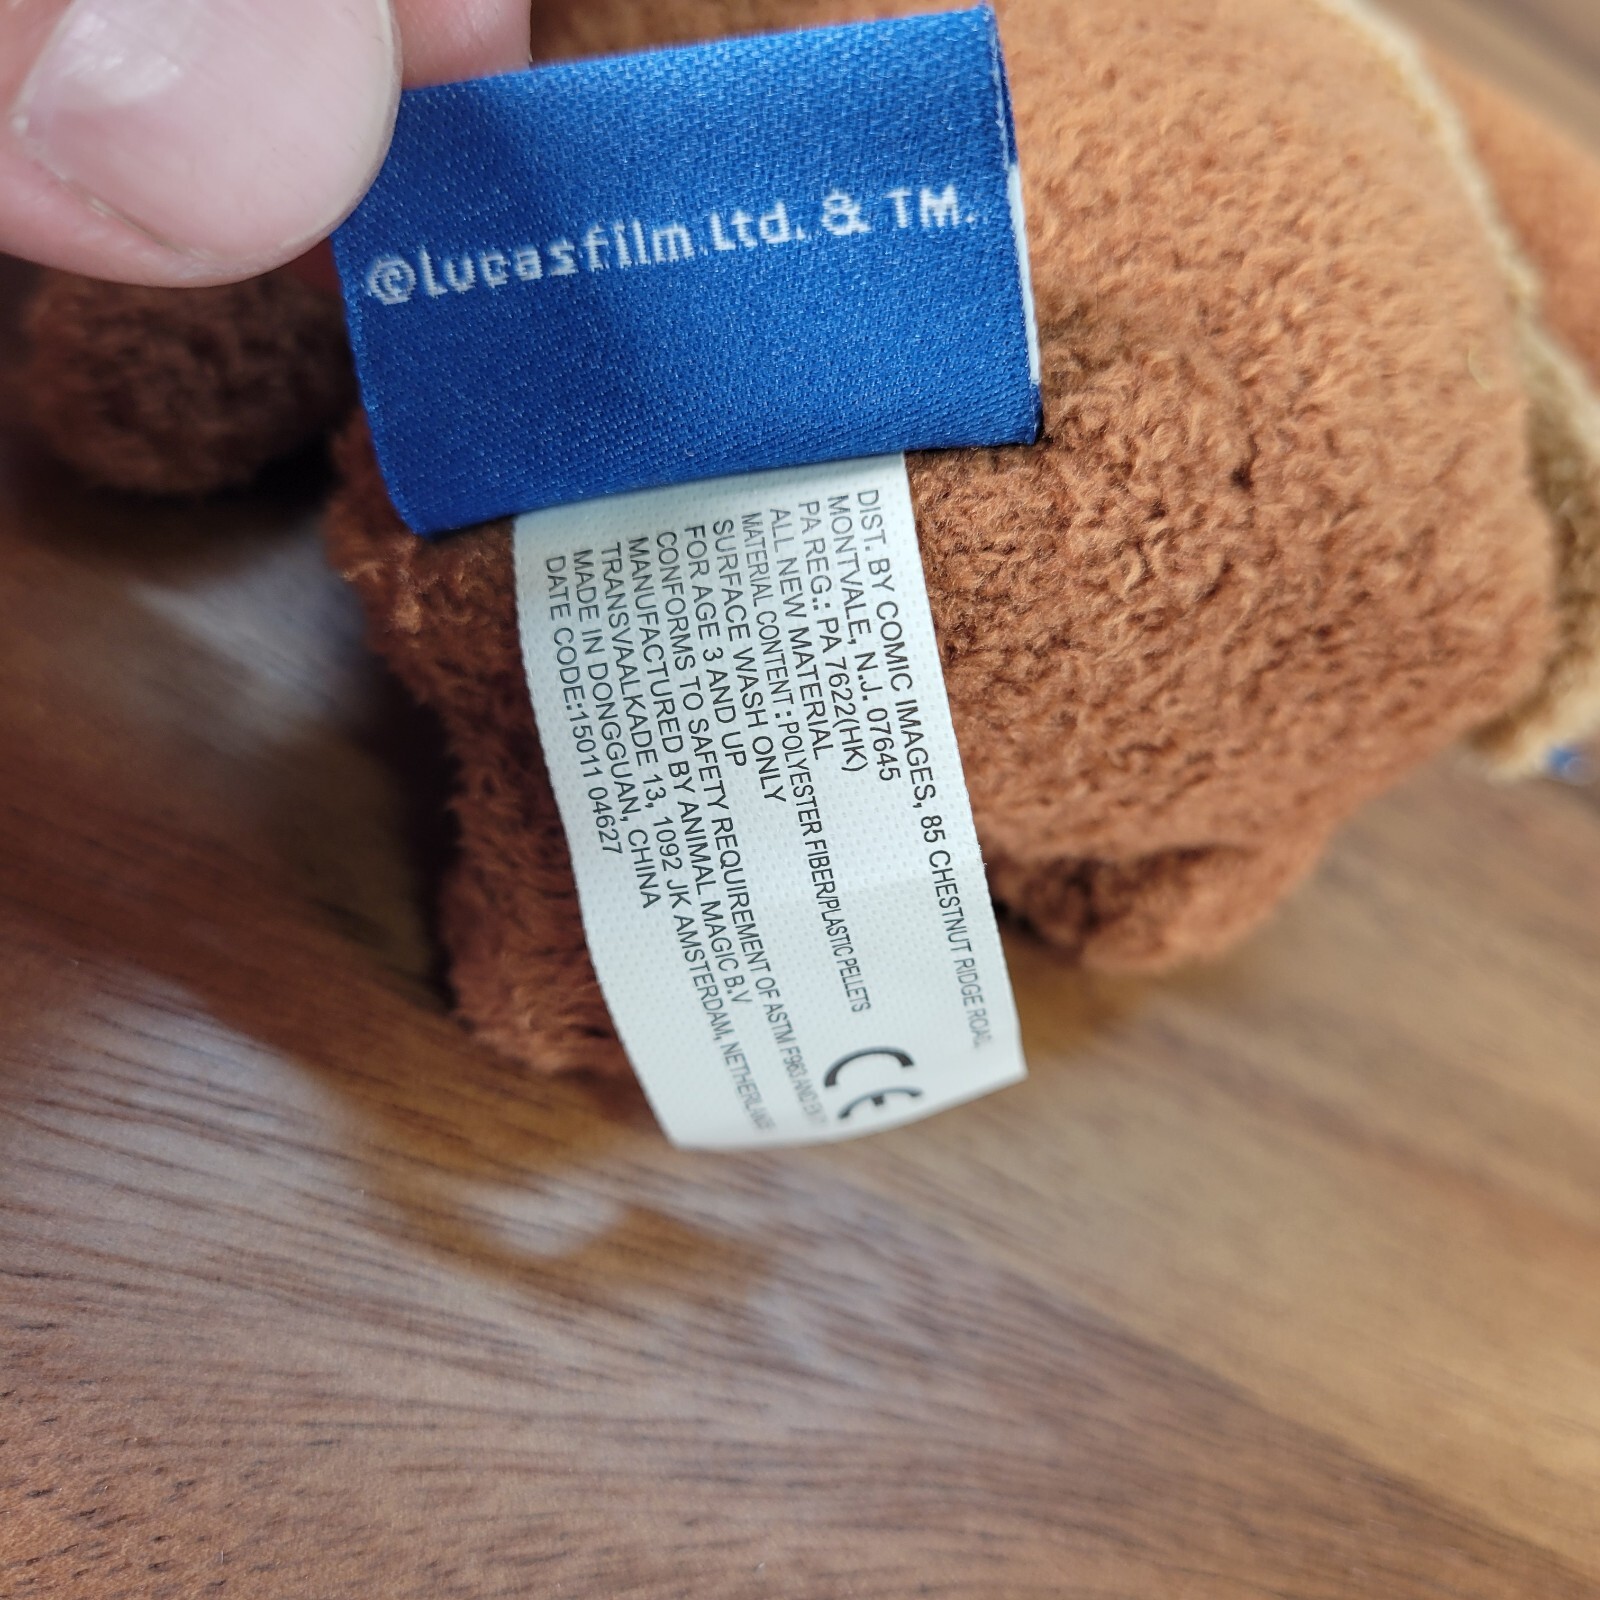 ©Lucasfilm Ltd. & TM.
DIST. BY COMIC IMAGES, 85 CHESTNUT RIDGE ROAD,
MONTVALE, N.J. 07645
PA REG.: PA 7622(HK)
ALL NEW MATERIAL
MATERIAL CONTENT : POLYESTER FIBER/PLASTIC PELLETS
SURFACE WASH ONLY
FOR AGE 3 AND UP
CONFORMS TO SAFETY REQUIREMENT OF ASTM F963 AND
MANUFACTURED BY ANIMAL MAGIC B.V
TRANSVAALKADE 13, 1092 JK AMSTERDAM,
MADE IN DONGGUAN, CHINA
DATE CODE:15011 04627
CE